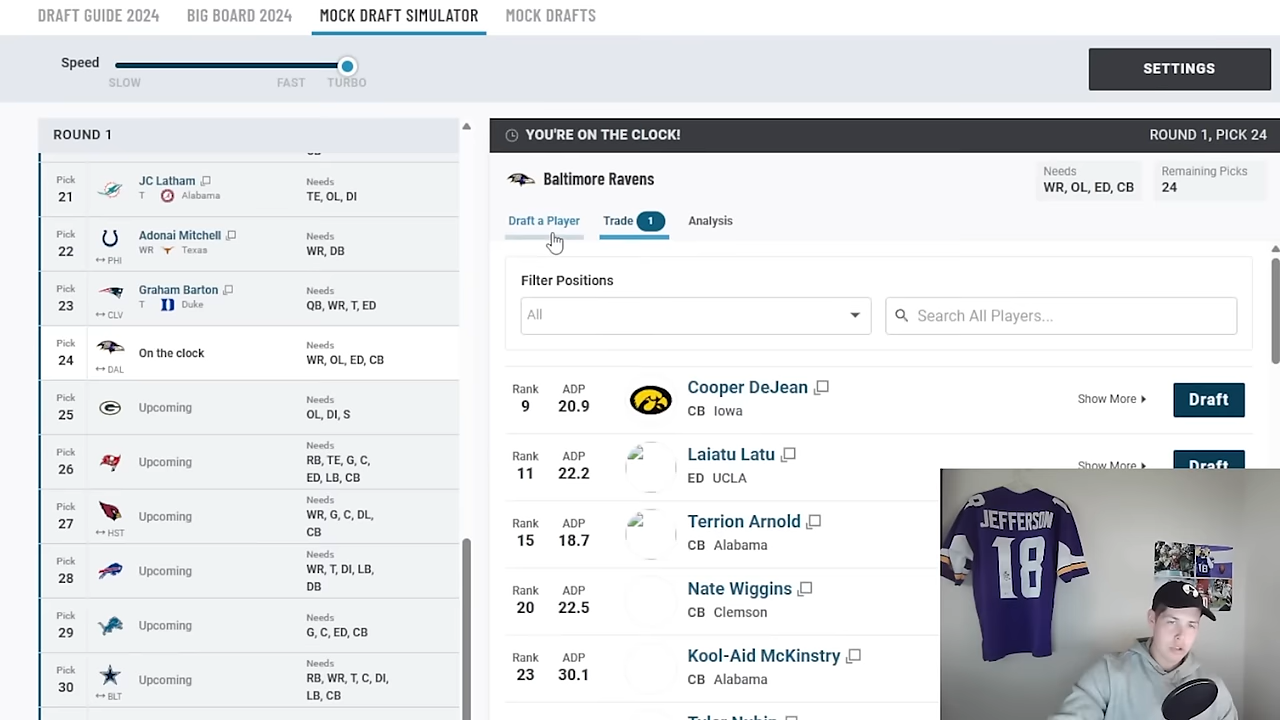 DRAFT GUIDE 2024
BIG BOARD 2024
MOCK DRAFT SIMULATOR
MOCK DRAFTS
Speed
SLOW
FAST
TURBO
SETTINGS
ROUND 1
Pick
21
JC Latham
T Alabama
Needs
TE, OL, DI
Pick
22
↔ PHI
Adonai Mitchell
WR Texas
Needs
WR, DB
Pick
23
↔ CLV
Graham Barton
T Duke
Needs
QB, WR, T, ED
Pick
24
↔ DAL
On the clock
Needs
WR, OL, ED, CB
Pick
25
Upcoming
Needs
OL, DI, S
Pick
26
Upcoming
Needs
RB, TE, G, C,
ED, LB, CB
Pick
27
↔ HST
Upcoming
Needs
WR, G, C, DL,
CB
Pick
28
Upcoming
Needs
WR, T, DI, LB,
DB
Pick
29
Upcoming
Needs
G, C, ED, CB
Pick
30
↔ BLT
Upcoming
Needs
RB, WR, T, C, DI,
LB, CB
YOU'RE ON THE CLOCK!
ROUND 1, PICK 24
Baltimore Ravens
Needs
WR, OL, ED, CB
Remaining Picks
24
Draft a Player
Trade 1
Analysis
Filter Positions
All
Search All Players...
Rank
9
ADP
20.9
Cooper DeJean
CB Iowa
Show More
Draft
Rank
11
ADP
22.2
Laiatu Latu
ED UCLA
Show More
Draft
Rank
15
ADP
18.7
Terrion Arnold
CB Alabama
Rank
20
ADP
22.5
Nate Wiggins
CB Clemson
Rank
23
ADP
30.1
Kool-Aid McKinstry
CB Alabama
Tyler Nubin
JEFFERSON
18